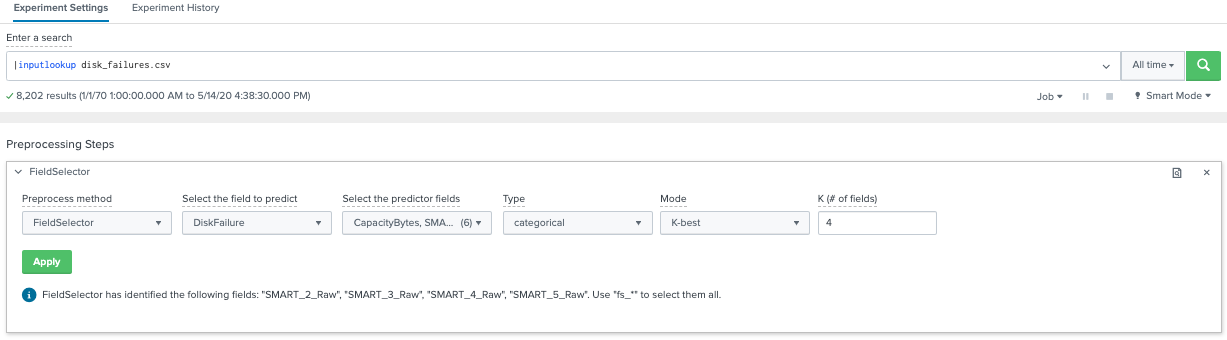 Experiment Settings Experiment History
Enter a search
|inputlookup disk_failures.csv All time
8,202 results (1/1/70 1:00:00.000 AM to 5/14/20 4:38:30.000 PM) Job Smart Mode
Preprocessing Steps
FieldSelector
Preprocess method Select the field to predict Select the predictor fields Type Mode K (# of fields)
FieldSelector DiskFailure CapacityBytes, SMA... (6) categorical K-best 4
Apply
FieldSelector has identified the following fields: "SMART_2_Raw", "SMART_3_Raw", "SMART_4_Raw", "SMART_5_Raw". Use "fs_*" to select them all.